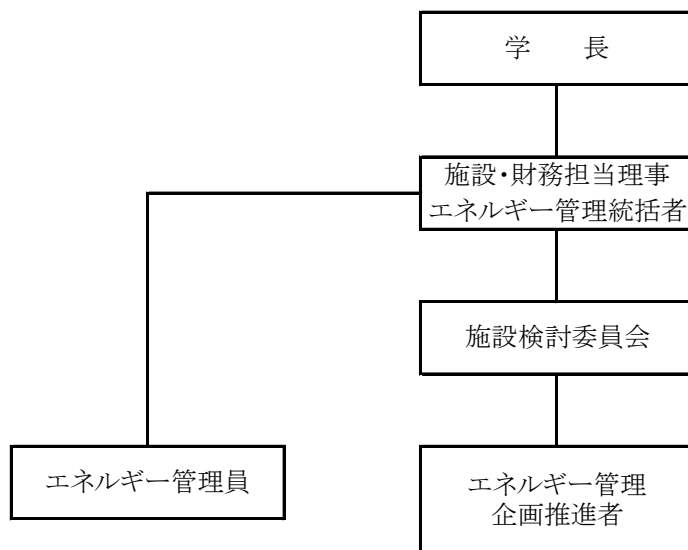 学　　長
施設・財務担当理事
エネルギー管理統括者
施設検討委員会
エネルギー管理員
エネルギー管理
企画推進者